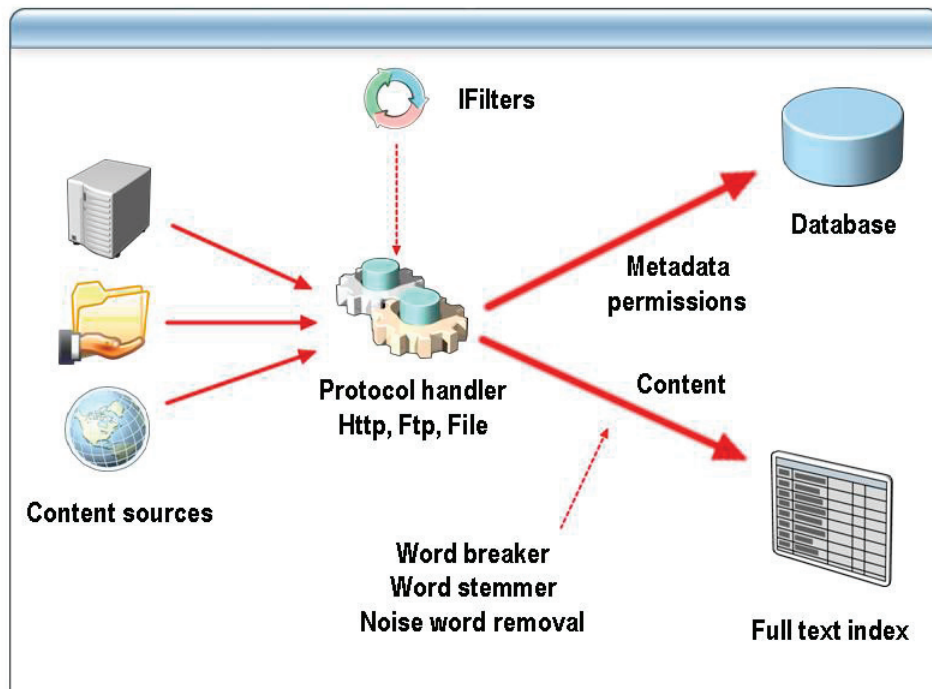 IFilters
Database
Metadata
permissions
Protocol handler
Http, Ftp, File
Content
Content sources
Word breaker
Word stemmer
Noise word removal
Full text index